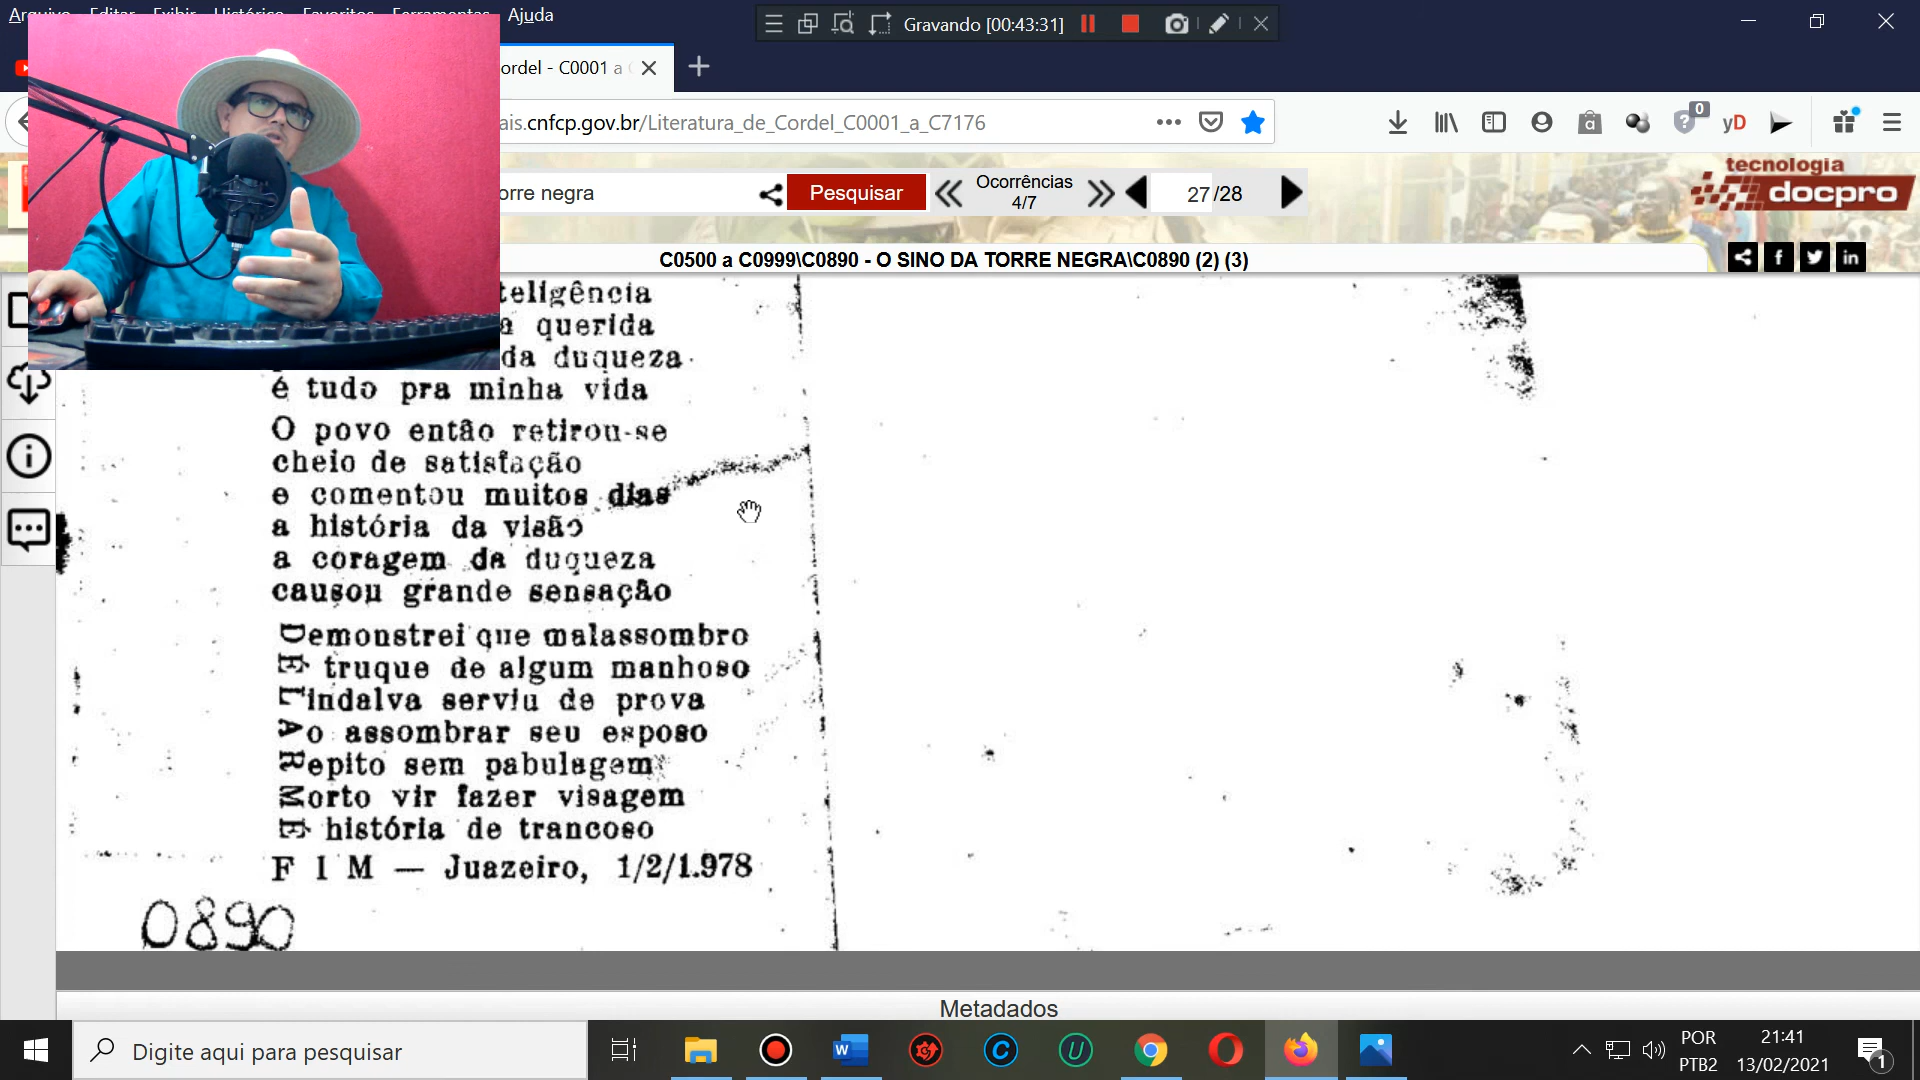 Arquivo Editar Exibir Histórico Favoritos Ferramentas Ajuda
Gravando [00:43:31]
ordel - C0001 a
ais.cnfcp.gov.br/Literatura_de_Cordel_C0001_a_C7176
0
yD
orre negra
Pesquisar
Ocorrências
4/7
27 /28
tecnologia
docpro
C0500 a C0999\C0890 - O SINO DA TORRE NEGRA\C0890 (2) (3)
teligência
a querida
da duqueza
é tudo pra minha vida
O povo então retirou-se
cheio de satisfação
e comentou muitos dias
a história da visão
a coragem da duqueza
causou grande sensação
Demonstrei que malassombro
É truque de algum manhoso
Lindalva serviu de prova
Ao assombrar seu esposo
Repito sem pabulagem
Morto vir fazer visagem
É história de trancoso
F I M — Juazeiro, 1/2/1.978
0890
Metadados
Digite aqui para pesquisar
POR
PTB2
21:41
13/02/2021
1